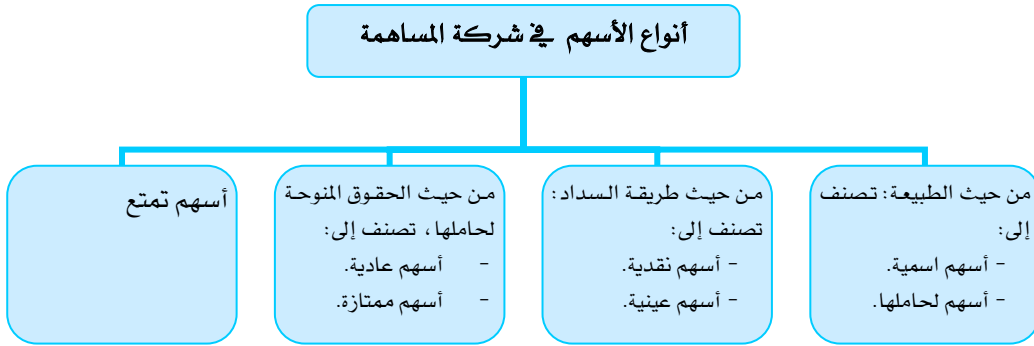 أنواع الأسهم في شركة المساهمة
من حيث الطبيعة: تصنف
إلى:
- أسهم اسمية.
- أسهم لحاملها.
من حيث طريقة السداد:
تصنف إلى:
- أسهم نقدية.
- أسهم عينية.
من حيث الحقوق المنوحة
لحاملها، تصنف إلى:
- أسهم عادية.
- أسهم ممتازة.
أسهم تمتع